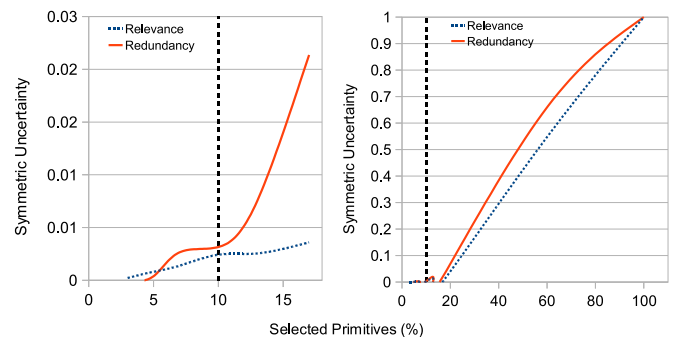 0.03
0.02
0.02
0.01
0.01
0
0 5 10 15
Symmetric Uncertainty
Relevance
Redundancy
1
0.9
0.8
0.7
0.6
0.5
0.4
0.3
0.2
0.1
0
0 20 40 60 80 100
Symmetric Uncertainty
Relevance
Redundancy
Selected Primitives (%)